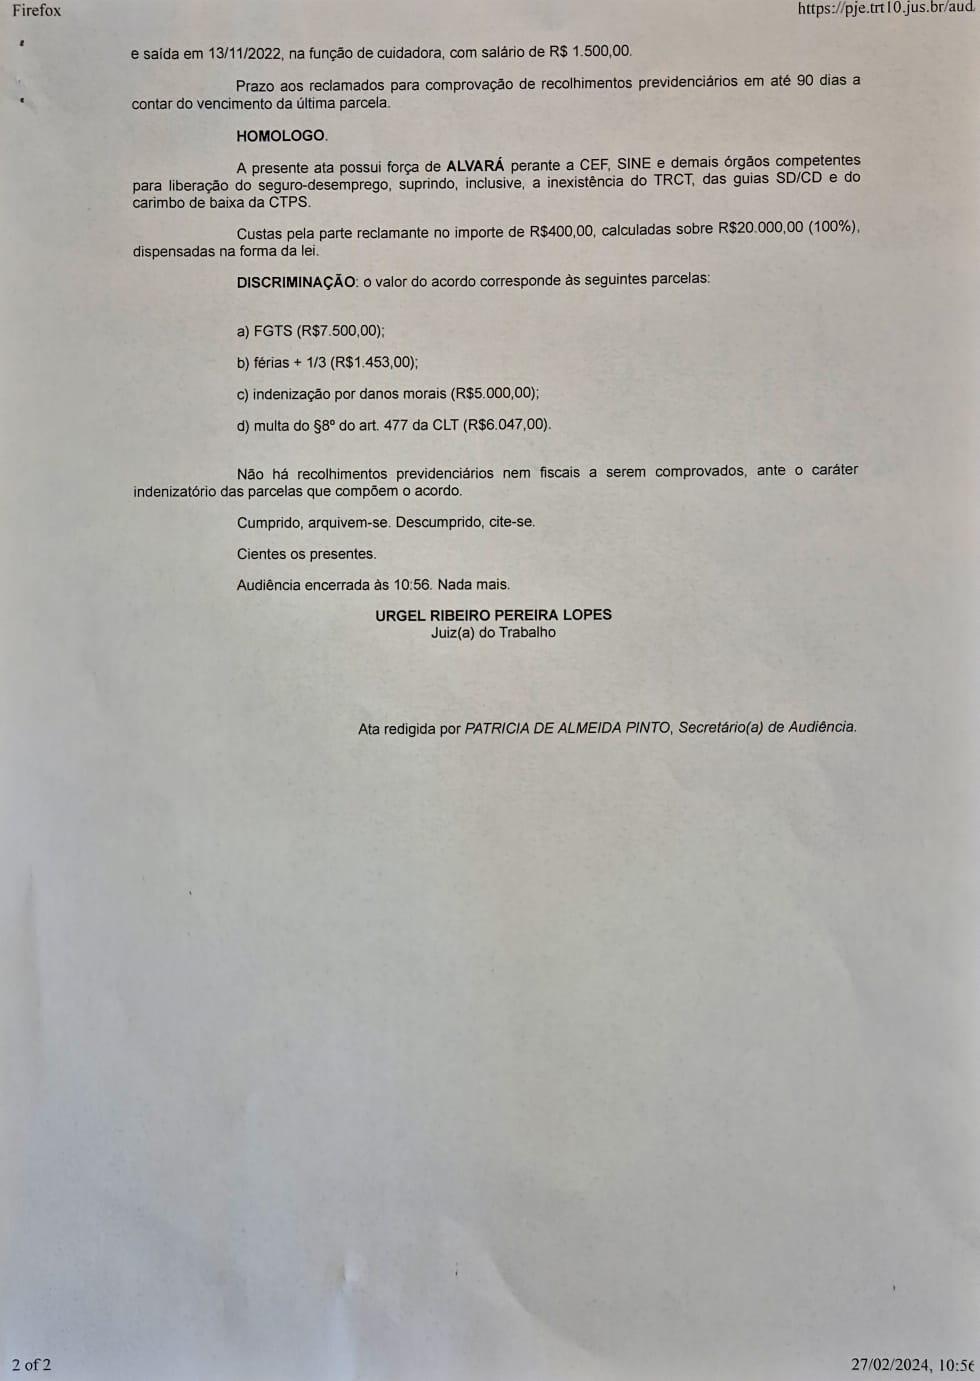 Firefox
https://pje.trt10.jus.br/aud
e saída em 13/11/2022, na função de cuidadora, com salário de R$ 1.500,00.
Prazo aos reclamados para comprovação de recolhimentos previdenciários em até 90 dias a
contar do vencimento da última parcela.
HOMOLOGO.
A presente ata possui força de ALVARÁ perante a CEF, SINE e demais órgãos competentes
para liberação do seguro-desemprego, suprindo, inclusive, a inexistência do TRCT, das guias SD/CD e do
carimbo de baixa da CTPS.
Custas pela parte reclamante no importe de R$400,00, calculadas sobre R$20.000,00 (100%),
dispensadas na forma da lei.
DISCRIMINAÇÃO: o valor do acordo corresponde às seguintes parcelas:
a) FGTS (R$7.500,00);
b) férias + 1/3 (R$1.453,00);
c) indenização por danos morais (R$5.000,00);
d) multa do §8º do art. 477 da CLT (R$6.047,00).
Não há recolhimentos previdenciários nem fiscais a serem comprovados, ante o caráter
indenizatório das parcelas que compõem o acordo.
Cumprido, arquivem-se. Descumprido, cite-se.
Cientes os presentes.
Audiência encerrada às 10:56. Nada mais.
URGEL RIBEIRO PEREIRA LOPES
Juiz(a) do Trabalho
Ata redigida por PATRICIA DE ALMEIDA PINTO, Secretário(a) de Audiência.
2 of 2
27/02/2024, 10:56